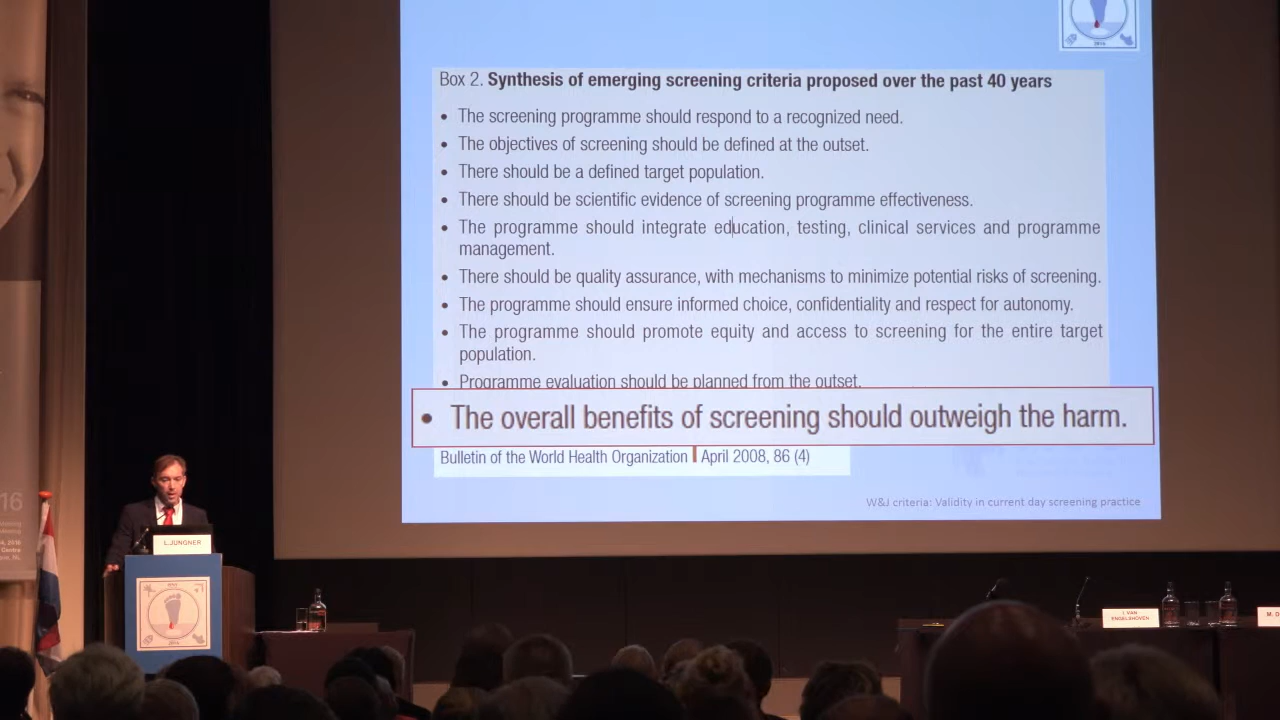 Box 2. Synthesis of emerging screening criteria proposed over the past 40 years
• The screening programme should respond to a recognized need.
• The objectives of screening should be defined at the outset.
• There should be a defined target population.
• There should be scientific evidence of screening programme effectiveness.
• The programme should integrate education, testing, clinical services and programme
management.
• There should be quality assurance, with mechanisms to minimize potential risks of screening.
• The programme should ensure informed choice, confidentiality and respect for autonomy.
• The programme should promote equity and access to screening for the entire target
population.
• Programme evaluation should be planned from the outset.
• The overall benefits of screening should outweigh the harm.
Bulletin of the World Health Organization | April 2008, 86 (4)
W&J criteria: Validity in current day screening practice
L.JUNGNER
16
I. VAN
ENGELSHOVEN
M. D